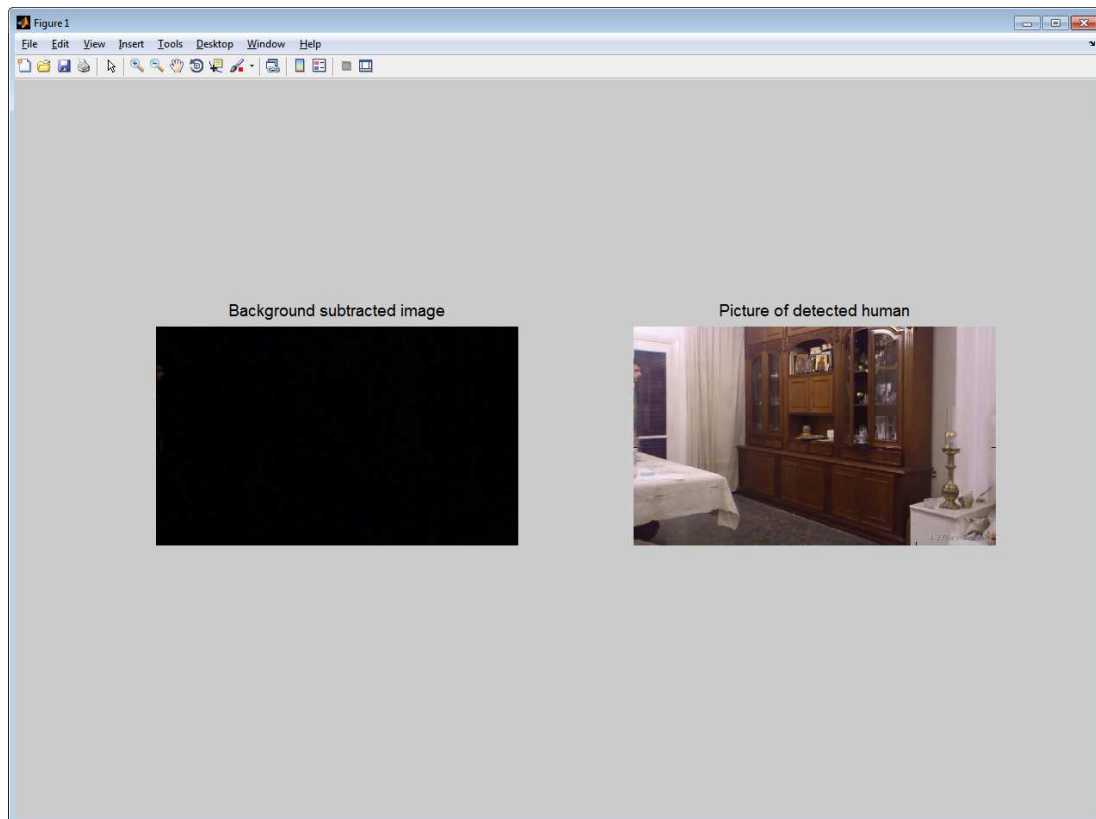 Figure 1
File Edit View Insert Tools Desktop Window Help
Background subtracted image
Picture of detected human